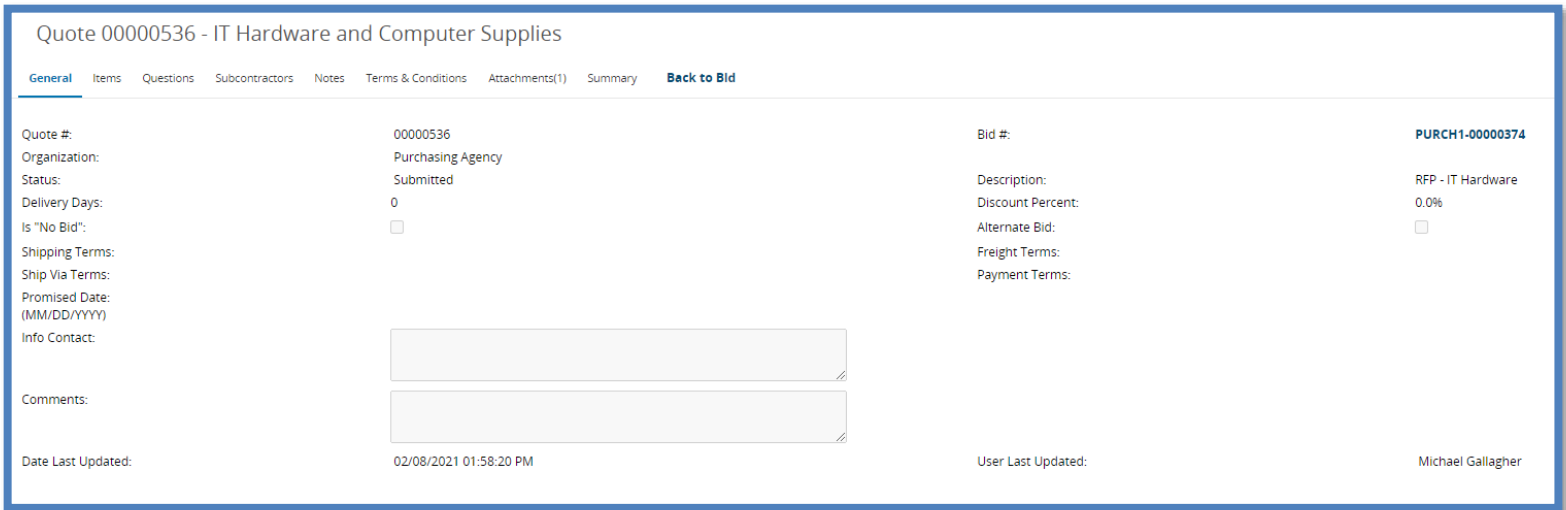 Quote 00000536 - IT Hardware and Computer Supplies
General Items Questions Subcontractors Notes Terms & Conditions Attachments(1) Summary Back to Bid
Quote #: 00000536 Bid #: PURCH1-00000374
Organization: Purchasing Agency
Status: Submitted Description: RFP - IT Hardware
Delivery Days: 0 Discount Percent: 0.0%
Is "No Bid": Alternate Bid:
Shipping Terms: Freight Terms:
Ship Via Terms: Payment Terms:
Promised Date:
(MM/DD/YYYY)
Info Contact:
Comments:
Date Last Updated: 02/08/2021 01:58:20 PM User Last Updated: Michael Gallagher